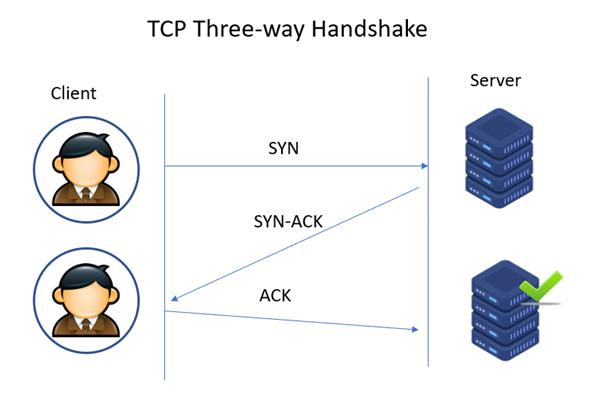 TCP Three-way Handshake
Client
Server
SYN
SYN-ACK
ACK